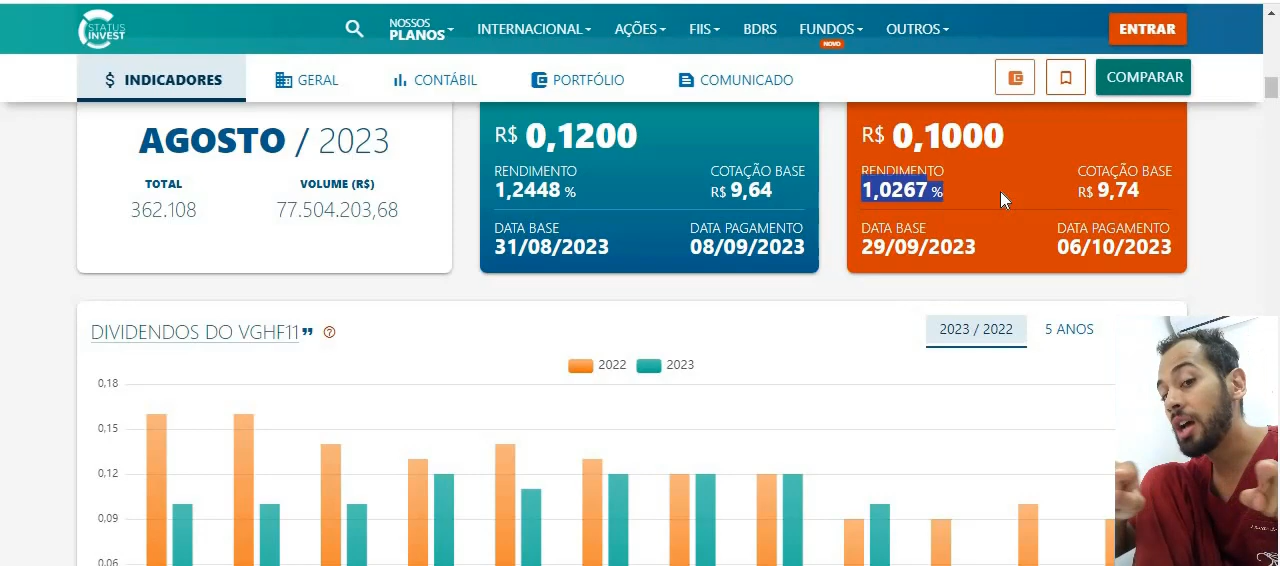 STATUS
INVEST
NOSSOS
PLANOS
INTERNACIONAL
AÇÕES
FIIS
BDRS
FUNDOS
NOVO
OUTROS
ENTRAR
INDICADORES
GERAL
CONTÁBIL
PORTFÓLIO
COMUNICADO
COMPARAR
AGOSTO / 2023
TOTAL
VOLUME (R$)
362.108
77.504.203,68
R$ 0,1200
RENDIMENTO
COTAÇÃO BASE
1,2448 %
R$ 9,64
DATA BASE
DATA PAGAMENTO
31/08/2023
08/09/2023
R$ 0,1000
RENDIMENTO
COTAÇÃO BASE
1,0267 %
R$ 9,74
DATA BASE
DATA PAGAMENTO
29/09/2023
06/10/2023
DIVIDENDOS DO VGHF11
2023 / 2022
5 ANOS
2022
2023
0,18
0,15
0,12
0,09
0,06